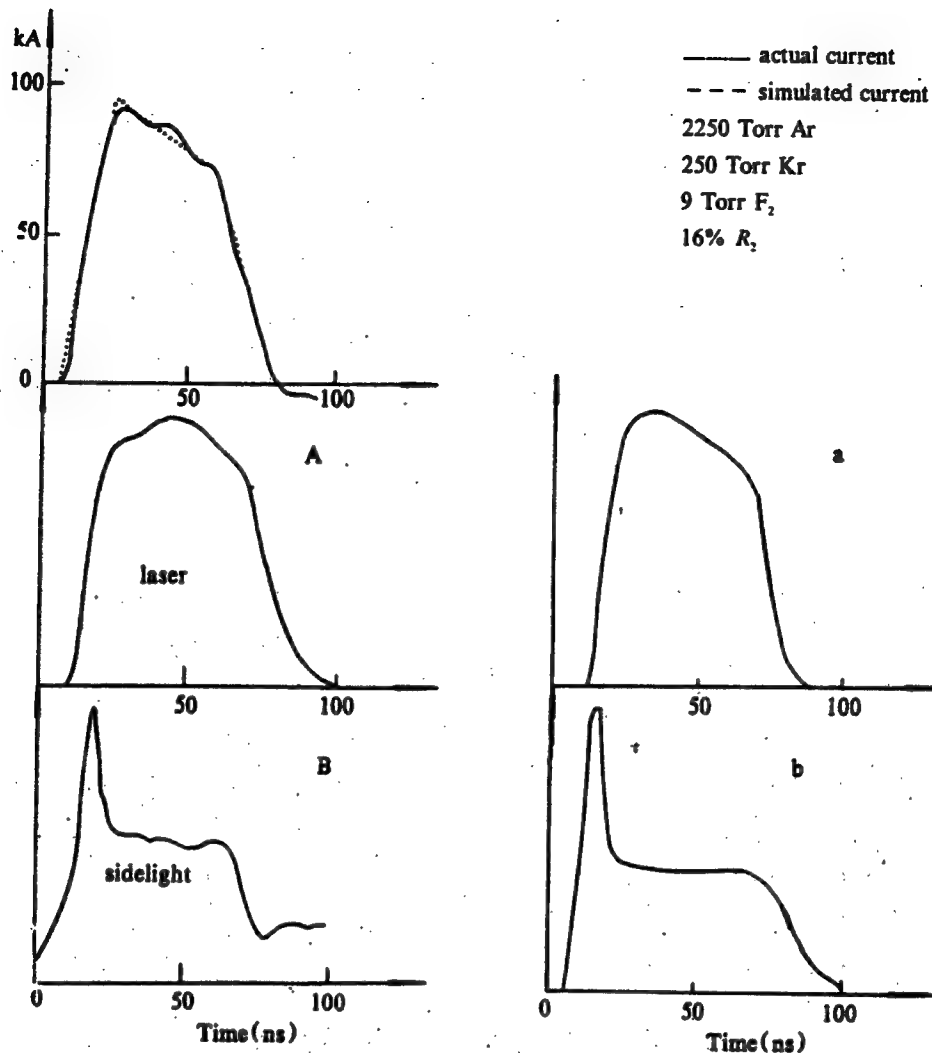 kA
100
50
0
50
100
actual current
simulated current
2250 Torr Ar
250 Torr Kr
9 Torr F₂
16% R₂
A
laser
50
100
a
50
100
B
sidelight
0
50
100
Time(ns)
b
0
50
100
Time(ns)